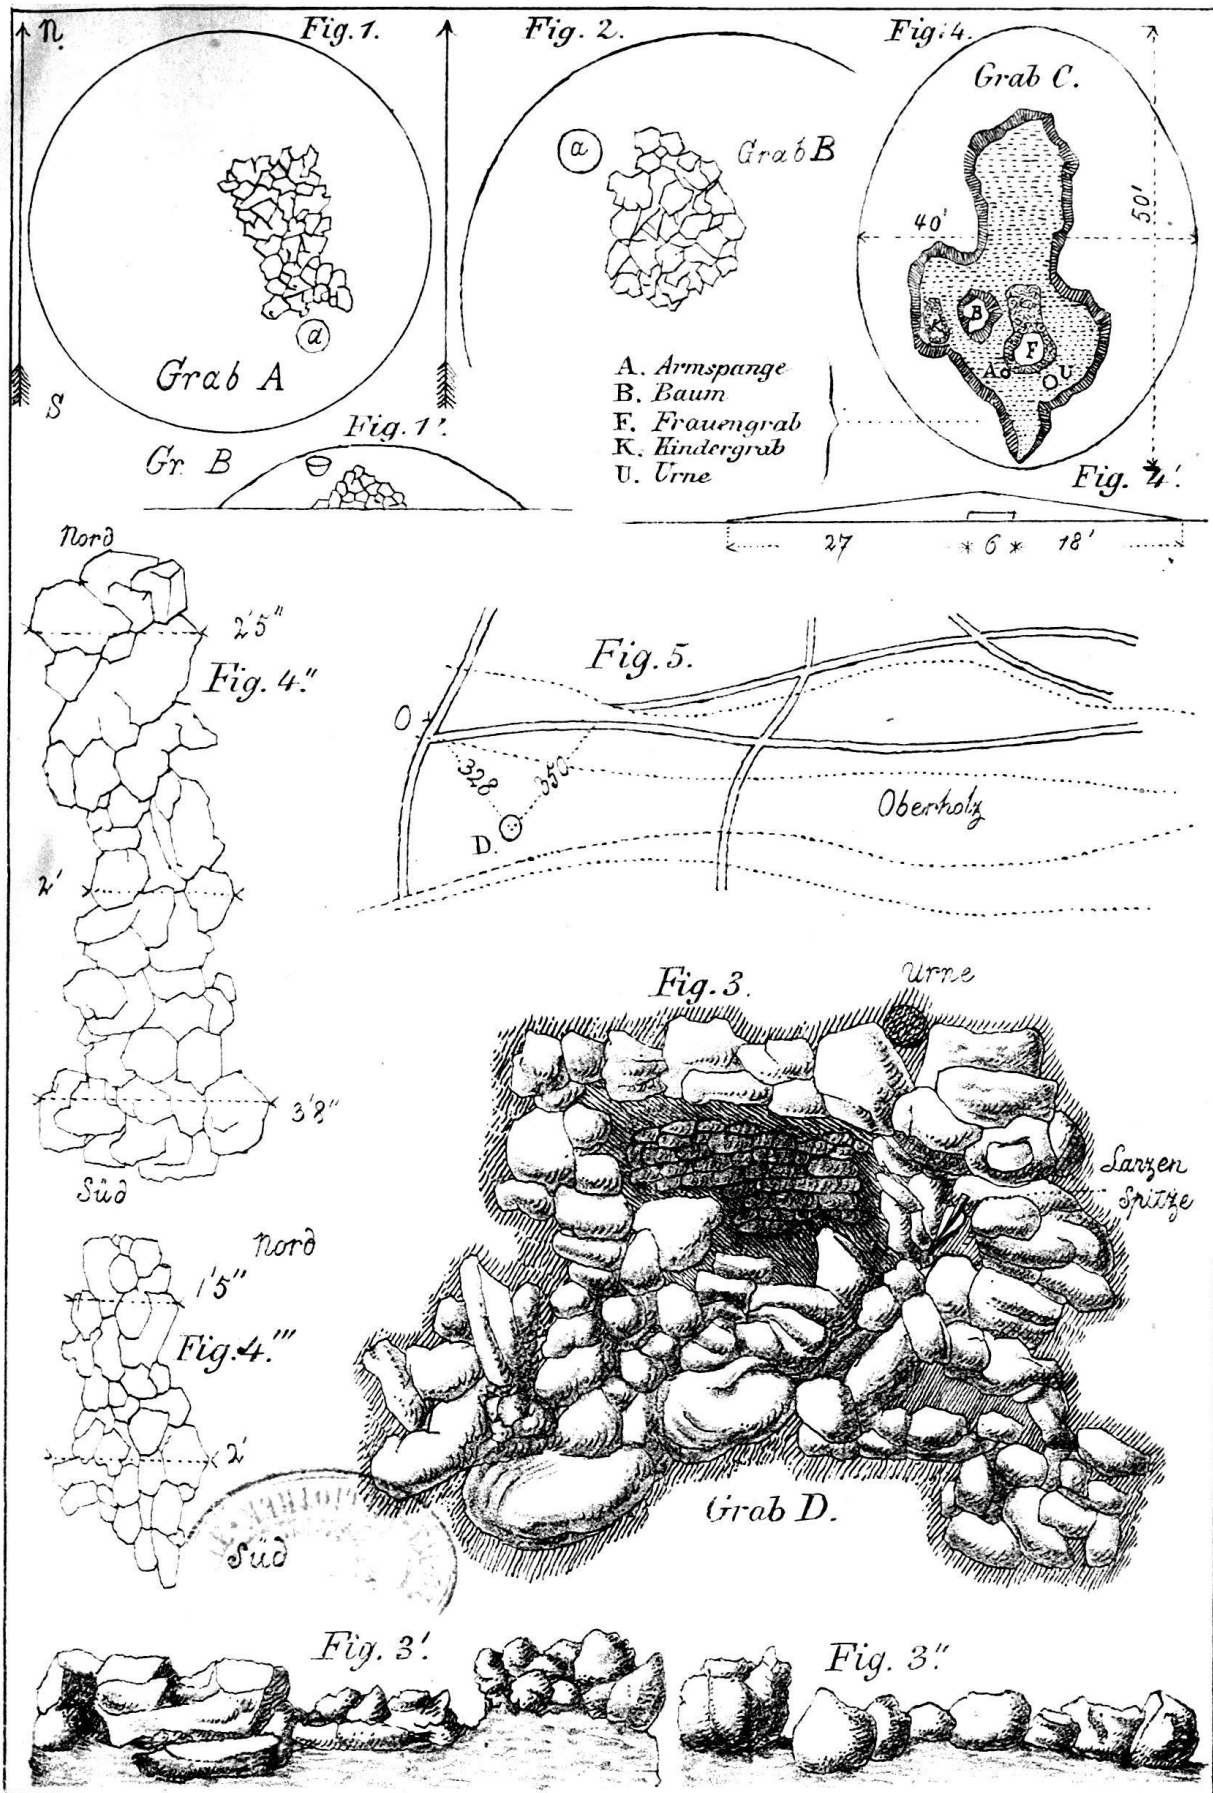 N.
Fig. 1.
a
Grab A
S
Fig. 2.
a
Grab B
Fig. 4.
Grab C.
40'
50'
K
B
F
A
U
A. Armspange
B. Baum
F. Frauengrab
K. Kindergrab
U. Urne
Fig. 1'.
Gr. B
Fig. 4'.
27 * 6 * 18'
Nord
2'5"
Fig. 4."
2'
3'8"
Süd
Fig. 5.
O
328
350
D.
Oberholz
Nord
1'5"
Fig. 4.'''
2'
Süd
Fig. 3.
Urne
Lanzen
Spitze
Grab D.
Fig. 3'.
Fig. 3."